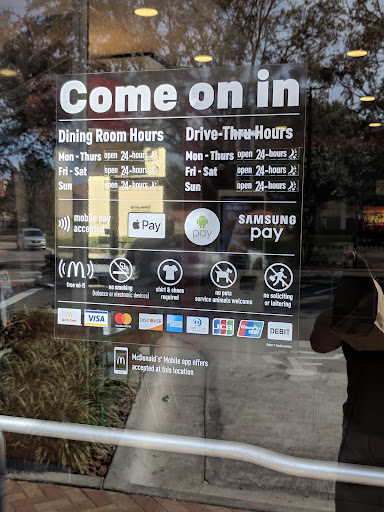 Come on in
Dining Room Hours
Mon - Thurs open 24-hours
Fri - Sat open 24-hours
Sun open 24-hours
Drive-Thru Hours
Mon - Thurs open 24-hours
Fri - Sat open 24-hours
Sun open 24-hours
mobile pay
accepted
Pay
pay
SAMSUNG
pay
free wi-fi
no smoking
(tobacco or electronic devices)
shirt & shoes
required
no pets
service animals welcome
no soliciting
or loitering
VISA
mastercard
DISCOVER
JCB
UnionPay
DEBIT
McDonald's' Mobile app offers
accepted at this location